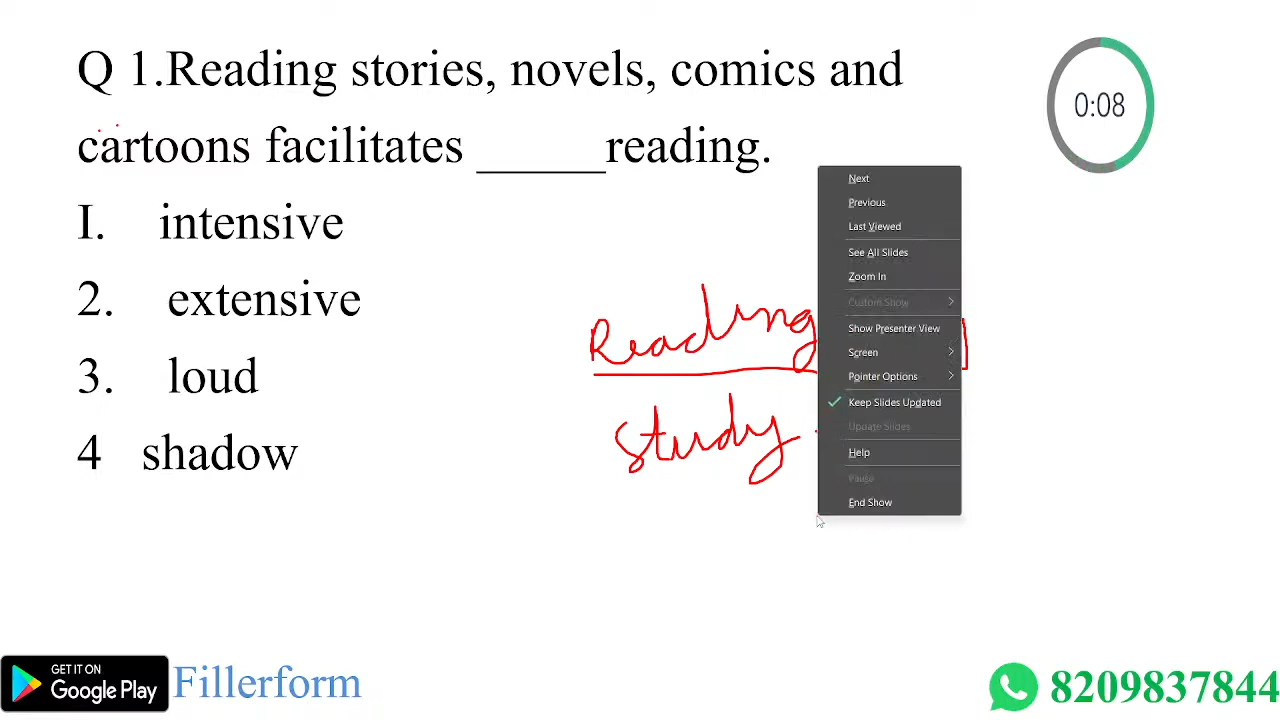 Q 1.Reading stories, novels, comics and
cartoons facilitates _____reading.
I. intensive
2. extensive
3. loud
4 shadow
0:08
Reading
Study
Next
Previous
Last Viewed
See All Slides
Zoom In
Custom Show
Show Presenter View
Screen
Pointer Options
Keep Slides Updated
Update Slides
Help
Pause
End Show
GET IT ON
Google Play
Fillerform
8209837844